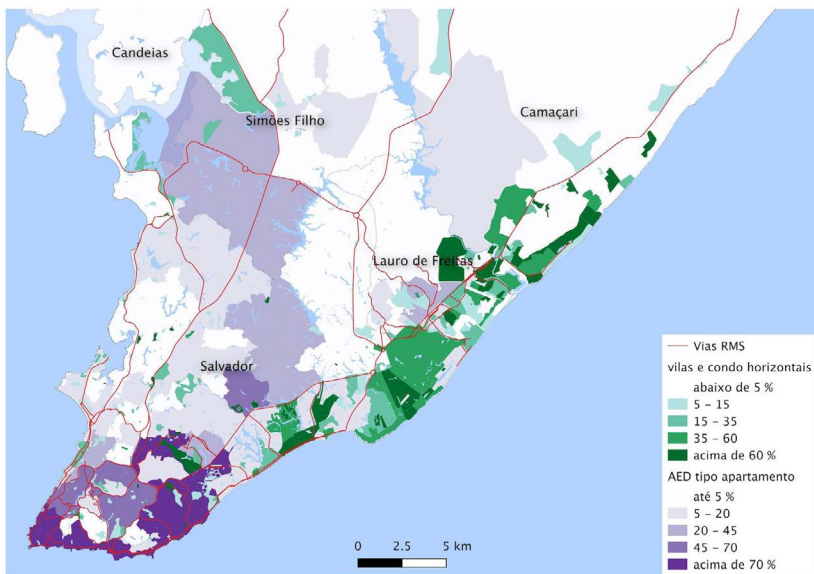 Candeias
Simões Filho
Camaçari
Lauro de Freitas
Salvador
Vias RMS
vilas e condo horizontais
abaixo de 5 %
5 – 15
15 – 35
35 – 60
acima de 60 %
AED tipo apartamento
até 5 %
5 – 20
20 – 45
45 – 70
acima de 70 %
0 2.5 5 km